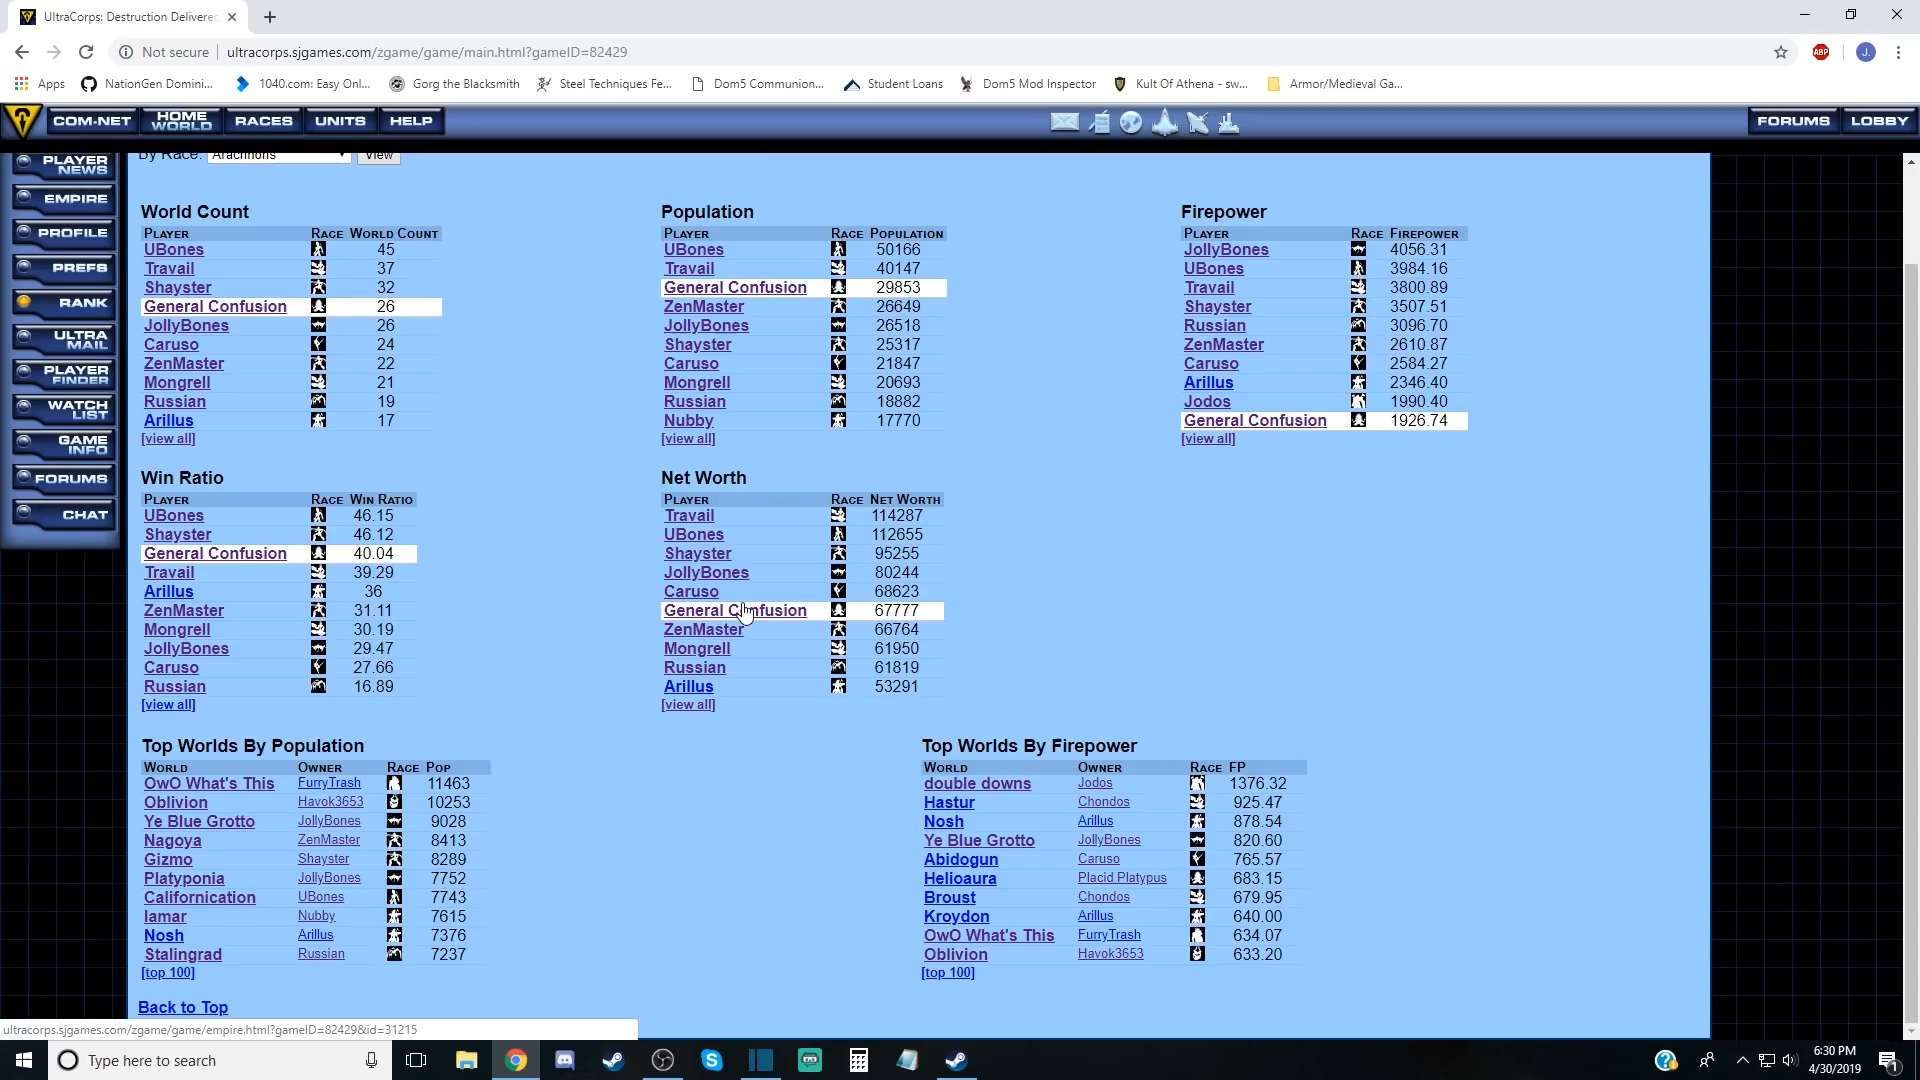 UltraCorps: Destruction Delivered
Not secure ultracorps.sjgames.com/zgame/game/main.html?gameID=82429
ABP J.
Apps NationGen Domini... 1040.com: Easy Onl... Gorg the Blacksmith Steel Techniques Fe... Dom5 Communion... Student Loans Dom5 Mod Inspector Kult Of Athena - sw... Armor/Medieval Ga...
COM-NET HOME WORLD RACES UNITS HELP FORUMS LOBBY
PLAYER NEWS
EMPIRE
PROFILE
PREFS
RANK
ULTRA MAIL
PLAYER FINDER
WATCH LIST
GAME INFO
FORUMS
CHAT
By Race: Arachnons View
World Count
PLAYER RACE WORLD COUNT
UBones 45
Travail 37
Shayster 32
General Confusion 26
JollyBones 26
Caruso 24
ZenMaster 22
Mongrell 21
Russian 19
Arillus 17
[view all]
Population
PLAYER RACE POPULATION
UBones 50166
Travail 40147
General Confusion 29853
ZenMaster 26649
JollyBones 26518
Shayster 25317
Caruso 21847
Mongrell 20693
Russian 18882
Nubby 17770
[view all]
Firepower
PLAYER RACE FIREPOWER
JollyBones 4056.31
UBones 3984.16
Travail 3800.89
Shayster 3507.51
Russian 3096.70
ZenMaster 2610.87
Caruso 2584.27
Arillus 2346.40
Jodos 1990.40
General Confusion 1926.74
[view all]
Win Ratio
PLAYER RACE WIN RATIO
UBones 46.15
Shayster 46.12
General Confusion 40.04
Travail 39.29
Arillus 36
ZenMaster 31.11
Mongrell 30.19
JollyBones 29.47
Caruso 27.66
Russian 16.89
[view all]
Net Worth
PLAYER RACE NET WORTH
Travail 114287
UBones 112655
Shayster 95255
JollyBones 80244
Caruso 68623
General Confusion 67777
ZenMaster 66764
Mongrell 61950
Russian 61819
Arillus 53291
[view all]
Top Worlds By Population
WORLD OWNER RACE POP
OwO What's This FurryTrash 11463
Oblivion Havok3653 10253
Ye Blue Grotto JollyBones 9028
Nagoya ZenMaster 8413
Gizmo Shayster 8289
Platyponia JollyBones 7752
Californication UBones 7743
Iamar Nubby 7615
Nosh Arillus 7376
Stalingrad Russian 7237
[top 100]
Top Worlds By Firepower
WORLD OWNER RACE FP
double downs Jodos 1376.32
Hastur Chondos 925.47
Nosh Arillus 878.54
Ye Blue Grotto JollyBones 820.60
Abidogun Caruso 765.57
Helioaura Placid Platypus 683.15
Broust Chondos 679.95
Kroydon Arillus 640.00
OwO What's This FurryTrash 634.07
Oblivion Havok3653 633.20
[top 100]
Back to Top
ultracorps.sjgames.com/zgame/game/empire.html?gameID=82429&id=31215
Type here to search
6:30 PM
4/30/2019
1